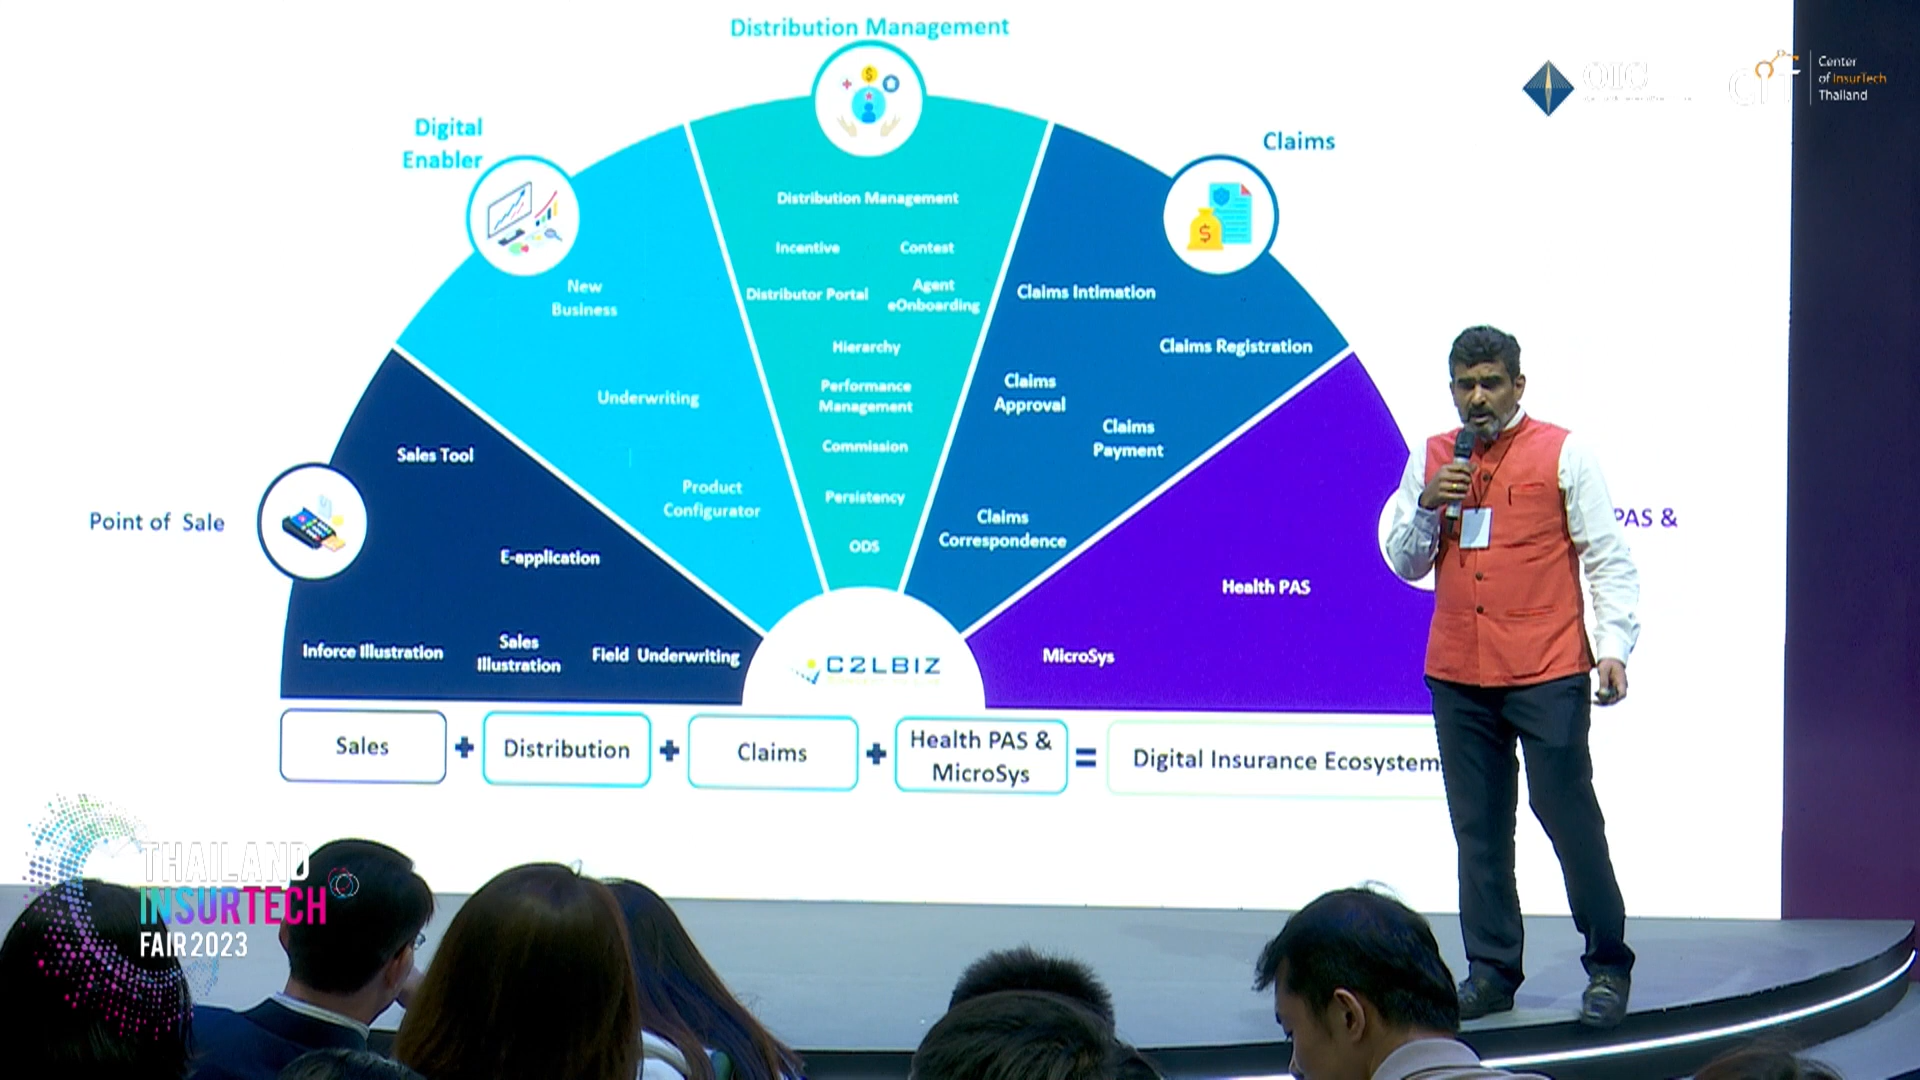 Distribution Management
OIC
CIT
Center
of InsurTech
Thailand
Digital
Enabler
Claims
Distribution Management
Incentive
Contest
Distributor Portal
Agent
eOnboarding
Hierarchy
Performance
Management
Commission
Persistency
ODS
New
Business
Underwriting
Product
Configurator
Claims Intimation
Claims Registration
Claims
Approval
Claims
Payment
Claims
Correspondence
Point of Sale
Sales Tool
E-application
Inforce Illustration
Sales
Illustration
Field Underwriting
PAS &
Health PAS
MicroSys
C2LBIZ
Sales + Distribution + Claims + Health PAS &
MicroSys = Digital Insurance Ecosystem
THAILAND
INSURTECH
FAIR 2023